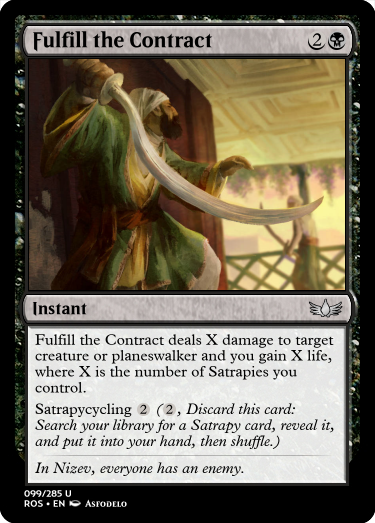 Fulfill the Contract 2
Instant
Fulfill the Contract deals X damage to target
creature or planeswalker and you gain X life,
where X is the number of Satrapies you
control.
Satrapycycling 2 (2, Discard this card:
Search your library for a Satrapy card, reveal it,
and put it into your hand, then shuffle.)
In Nizev, everyone has an enemy.
099/285 U
ROS • EN Asfodelo